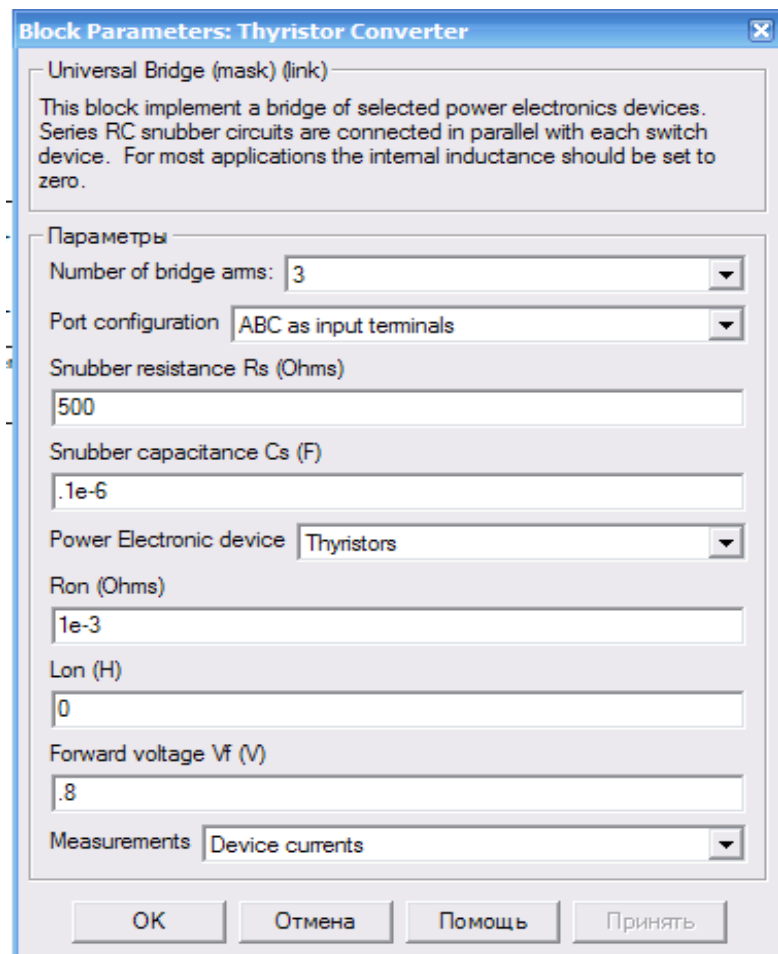 Block Parameters: Thyristor Converter
Universal Bridge (mask) (link)
This block implement a bridge of selected power electronics devices.
Series RC snubber circuits are connected in parallel with each switch
device. For most applications the internal inductance should be set to
zero.
Параметры
Number of bridge arms: 3
Port configuration ABC as input terminals
Snubber resistance Rs (Ohms)
500
Snubber capacitance Cs (F)
.1e-6
Power Electronic device Thyristors
Ron (Ohms)
1e-3
Lon (H)
0
Forward voltage Vf (V)
.8
Measurements Device currents
OK Отмена Помощь Принять